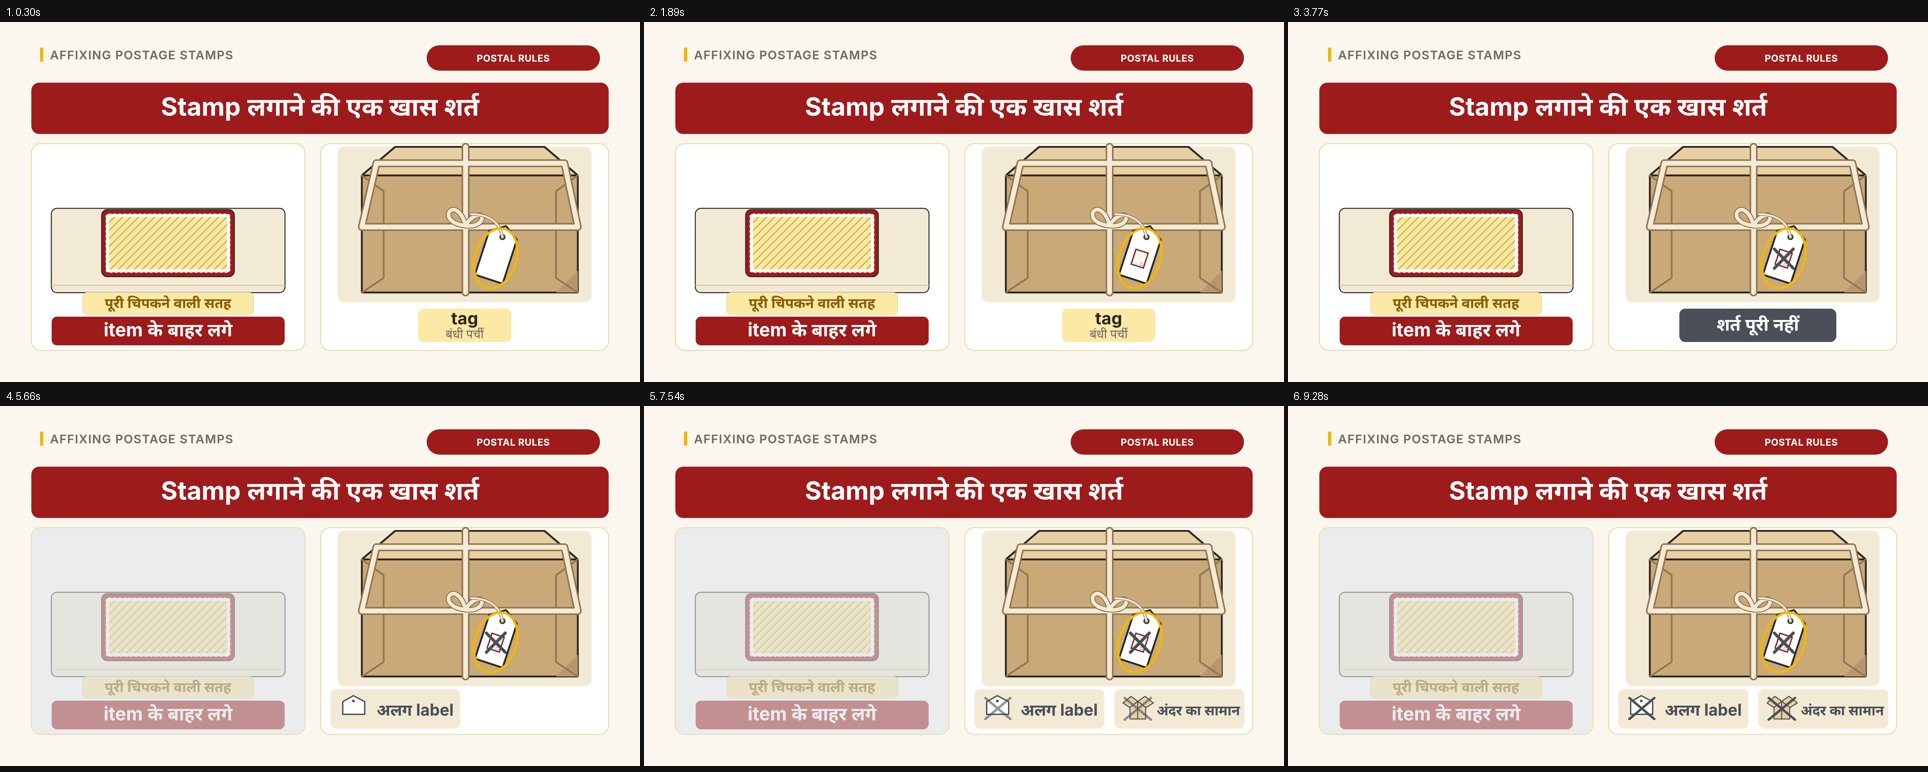 1. 0.30s
AFFIXING POSTAGE STAMPS
POSTAL RULES
Stamp लगाने की एक खास शर्त
पूरी चिपकने वाली सतह
item के बाहर लगे
tag
बंधी पर्ची
2. 1.89s
AFFIXING POSTAGE STAMPS
POSTAL RULES
Stamp लगाने की एक खास शर्त
पूरी चिपकने वाली सतह
item के बाहर लगे
tag
बंधी पर्ची
3. 3.77s
AFFIXING POSTAGE STAMPS
POSTAL RULES
Stamp लगाने की एक खास शर्त
पूरी चिपकने वाली सतह
item के बाहर लगे
शर्त पूरी नहीं
4. 5.66s
AFFIXING POSTAGE STAMPS
POSTAL RULES
Stamp लगाने की एक खास शर्त
पूरी चिपकने वाली सतह
item के बाहर लगे
अलग label
5. 7.54s
AFFIXING POSTAGE STAMPS
POSTAL RULES
Stamp लगाने की एक खास शर्त
पूरी चिपकने वाली सतह
item के बाहर लगे
अलग label
अंदर का सामान
6. 9.28s
AFFIXING POSTAGE STAMPS
POSTAL RULES
Stamp लगाने की एक खास शर्त
पूरी चिपकने वाली सतह
item के बाहर लगे
अलग label
अंदर का सामान